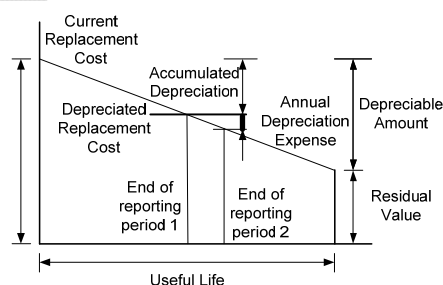 Current
Replacement
Cost
Accumulated
Depreciation
Depreciated
Replacement
Cost
Annual
Depreciation
Expense
Depreciable
Amount
End of
reporting
period 1
End of
reporting
period 2
Residual
Value
Useful Life